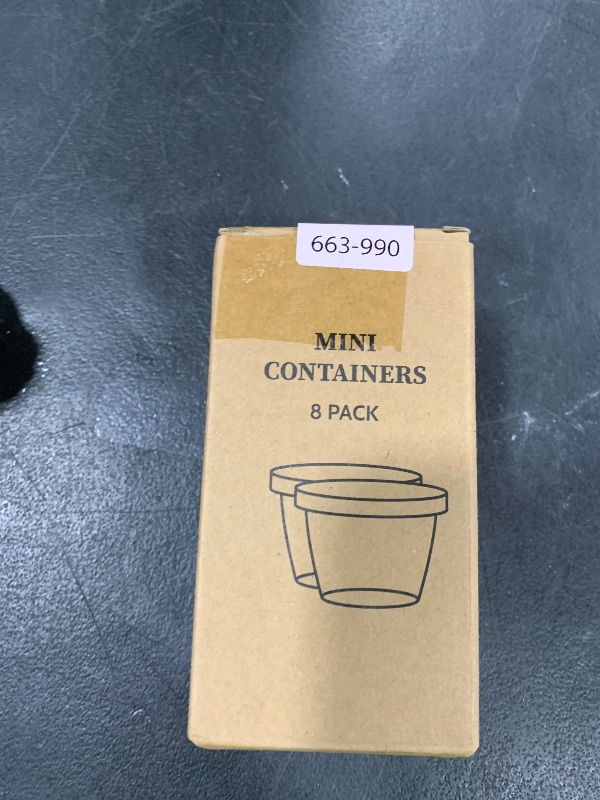 663-990
MINI
CONTAINERS
8 PACK